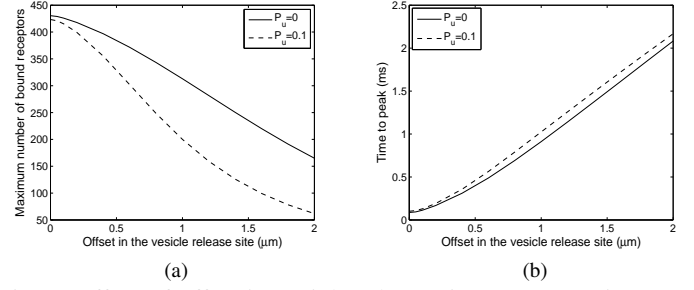 Maximum number of bound receptors
450
400
350
300
250
200
150
100
50
0
0.5
1
1.5
2
Offset in the vesicle release site (μm)
P_u=0
P_u=0.1
(a)
Time to peak (ms)
2.5
2
1.5
1
0.5
0
0
0.5
1
1.5
2
Offset in the vesicle release site (μm)
P_u=0
P_u=0.1
(b)